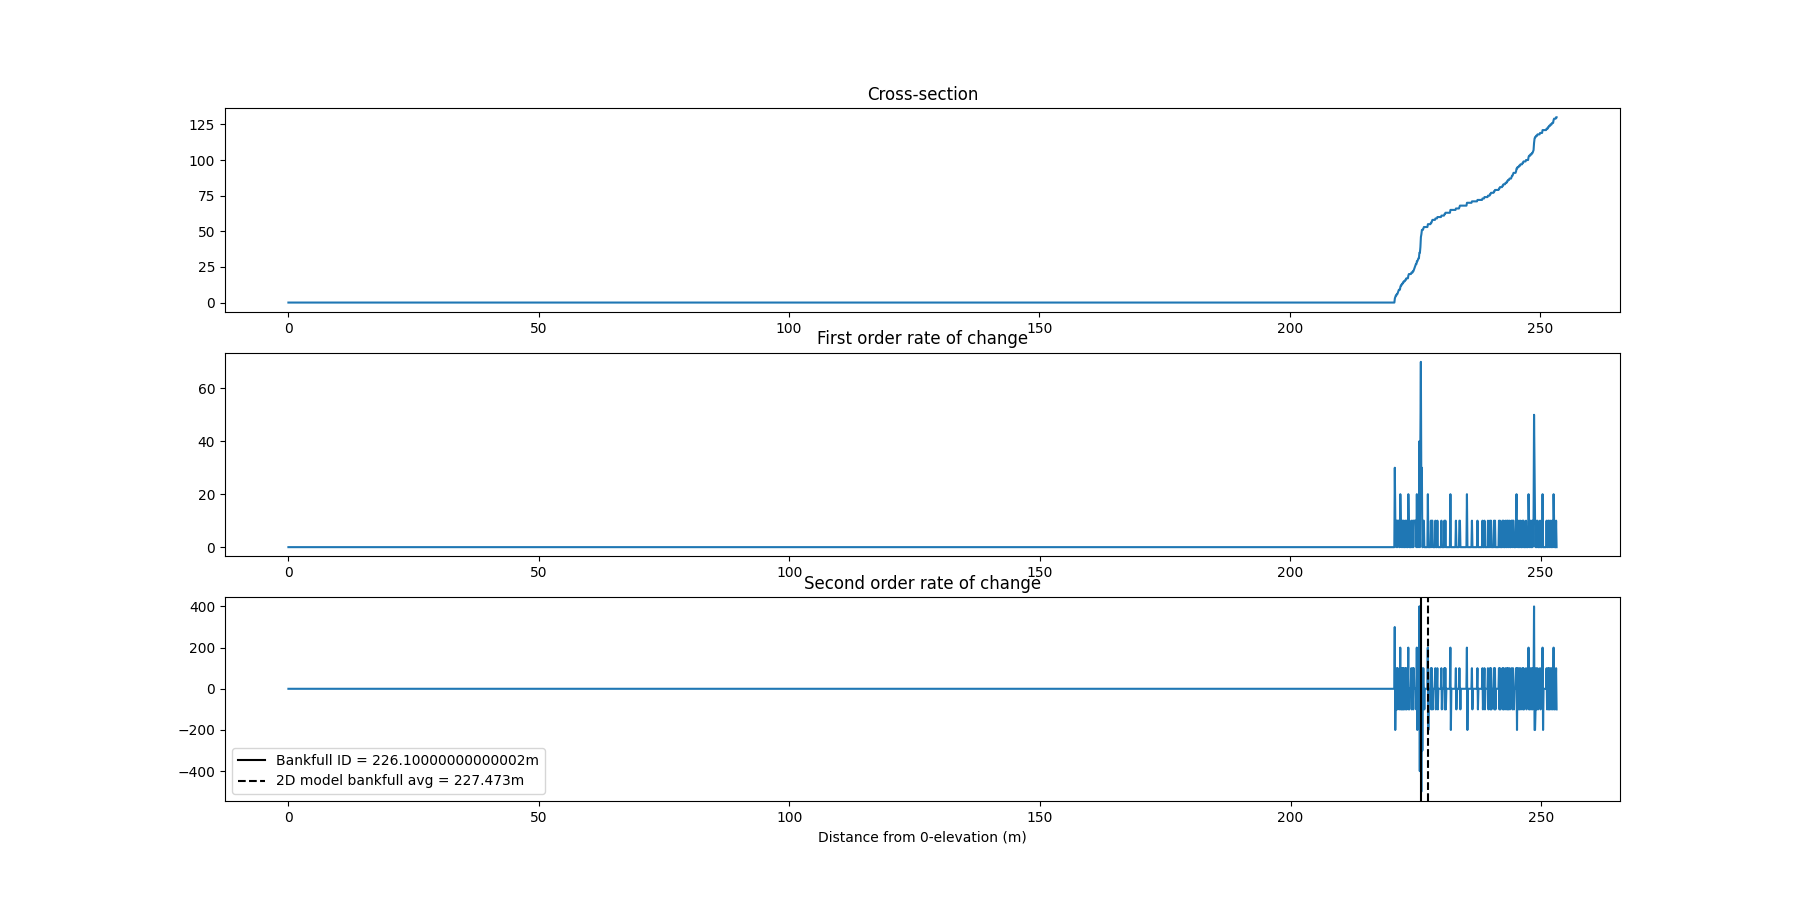 Cross-section
125
100
75
50
25
0
0 50 100 150 200 250
First order rate of change
60
40
20
0
0 50 100 150 200 250
Second order rate of change
400
200
0
−200
−400
Bankfull ID = 226.10000000000002m
2D model bankfull avg = 227.473m
0 50 100 150 200 250
Distance from 0-elevation (m)